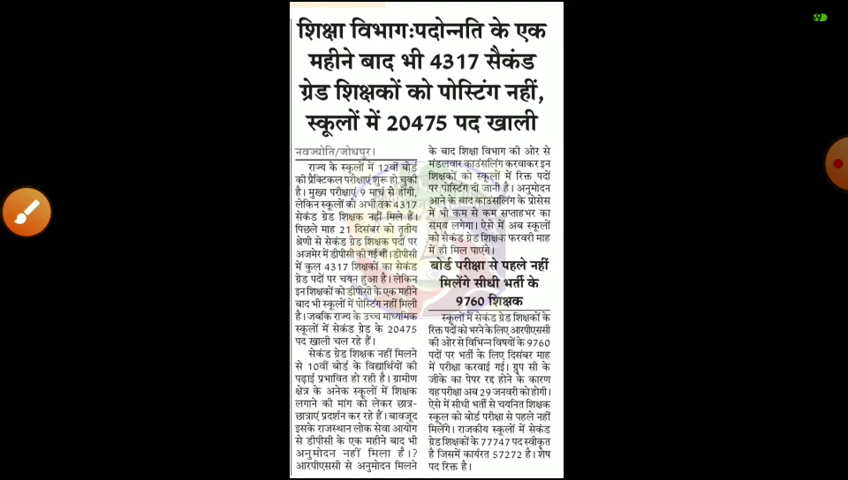 शिक्षा विभाग:पदोन्नति के एक
महीने बाद भी 4317 सैकंड
ग्रेड शिक्षकों को पोस्टिंग नहीं,
स्कूलों में 20475 पद खाली
नवज्योति/जोधपुर।
राज्य के स्कूलों में 12वीं बोर्ड
की प्रैक्टिकल परीक्षाएं शुरू हो चुकी
है। मुख्य परीक्षाएं 9 मार्च से होंगी,
लेकिन स्कूलों को अभी तक 4317
सेकंड ग्रेड शिक्षक नहीं मिले हैं।
पिछले माह 21 दिसंबर को तृतीय
श्रेणी से सेकंड ग्रेड शिक्षक पदों पर
अजमेर में डीपीसी की गई थी। डीपीसी
में कुल 4317 शिक्षकों का सेकंड
ग्रेड पदों पर चयन हुआ है। लेकिन
इन शिक्षकों को डीपीसी के एक महीने
बाद भी स्कूलों में पोस्टिंग नहीं मिली
है। जबकि राज्य के उच्च माध्यमिक
स्कूलों में सेकंड ग्रेड के 20475
पद खाली चल रहे हैं।
सेकंड ग्रेड शिक्षक नहीं मिलने
से 10वीं बोर्ड के विद्यार्थियों की
पढ़ाई प्रभावित हो रही है। ग्रामीण
क्षेत्र के अनेक स्कूलों में शिक्षक
लगाने की मांग को लेकर छात्र-
छात्राएं प्रदर्शन कर रहे हैं। बावजूद
इसके राजस्थान लोक सेवा आयोग
से डीपीसी के एक महीने बाद भी
अनुमोदन नहीं मिला है।?
आरपीएससी से अनुमोदन मिलने
के बाद शिक्षा विभाग की ओर से
मंडलवार काउंसलिंग करवाकर इन
शिक्षकों को स्कूलों में रिक्त पदों
पर पोस्टिंग दी जानी है। अनुमोदन
आने के बाद काउंसलिंग के प्रोसेस
में भी कम से कम सप्ताहभर का
समय लगेगा। ऐसे में अब स्कूलों
को सेकंड ग्रेड शिक्षक फरवरी माह
में ही मिल पाएंगे।
बोर्ड परीक्षा से पहले नहीं
मिलेंगे सीधी भर्ती के
9760 शिक्षक
स्कूलों में सेकंड ग्रेड शिक्षकों के
रिक्त पदों को भरने के लिए आरपीएससी
की ओर से विभिन्न विषयों के 9760
पदों पर भर्ती के लिए दिसंबर माह
में परीक्षा करवाई गई। ग्रुप सी के
जीके का पेपर रद्द होने के कारण
यह परीक्षा अब 29 जनवरी को होगी।
ऐसे में सीधी भर्ती से चयनित शिक्षक
स्कूल को बोर्ड परीक्षा से पहले नहीं
मिलेंगे। राजकीय स्कूलों में सेकंड
ग्रेड शिक्षकों के 77747 पद स्वीकृत
है जिसमें कार्यरत 57272 है। शेष
पद रिक्त है।